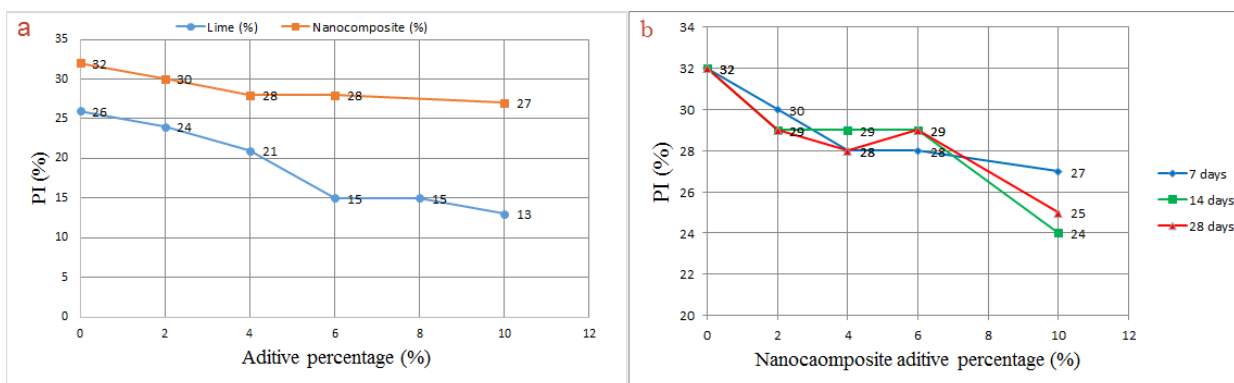 a
Lime (%) Nanocomposite (%)
35
30
25
20
15
10
5
0
PI (%)
32 30 28 28 27
26 24 21 15 15 13
0 2 4 6 8 10 12
Aditive percentage (%)
b
34
32
30
28
26
24
22
20
PI (%)
32
30
29 29 29
28 28
27
25
24
0 2 4 6 8 10 12
Nanocaomposite aditive percentage (%)
7 days
14 days
28 days